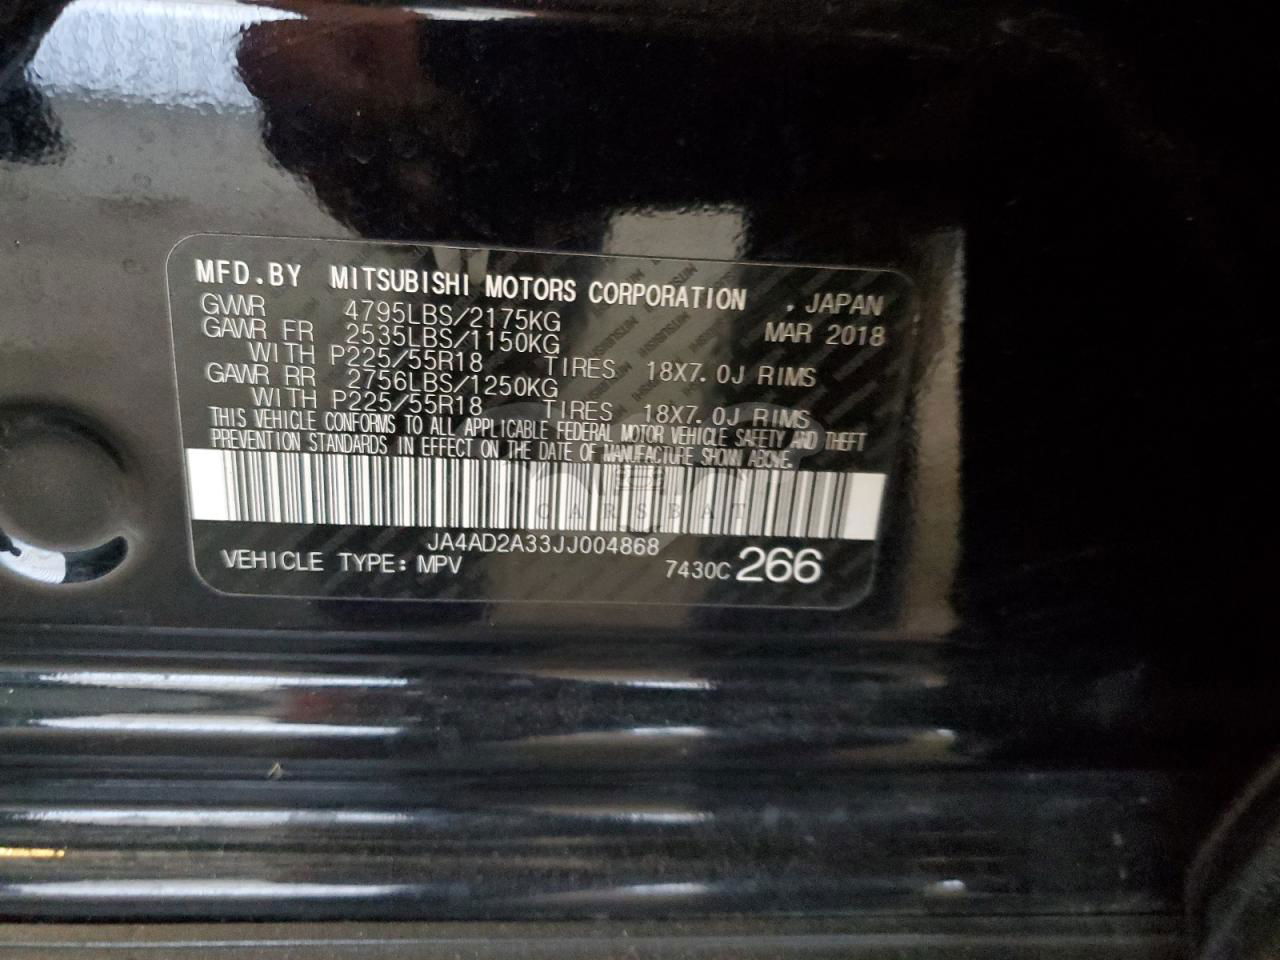 MFD.BY MITSUBISHI MOTORS CORPORATION . JAPAN
GWWR 4795LBS/2175KG MAR 2018
GAWR FR 2535LBS/1150KG
WITH P225/55R18 TIRES 18X7.0J RIMS
GAWR RR 2756LBS/1250KG
WITH P225/55R18 TIRES 18X7.0J RIMS
THIS VEHICLE CONFORMS TO ALL APPLICABLE FEDERAL MOTOR VEHICLE SAFETY AND THEFT
PREVENTION STANDARDS IN EFFECT ON THE DATE OF MANUFACTURE SHOWN ABOVE.
CARSBAT
JA4AD2A33JJ004868
VEHICLE TYPE: MPV 7430C 266